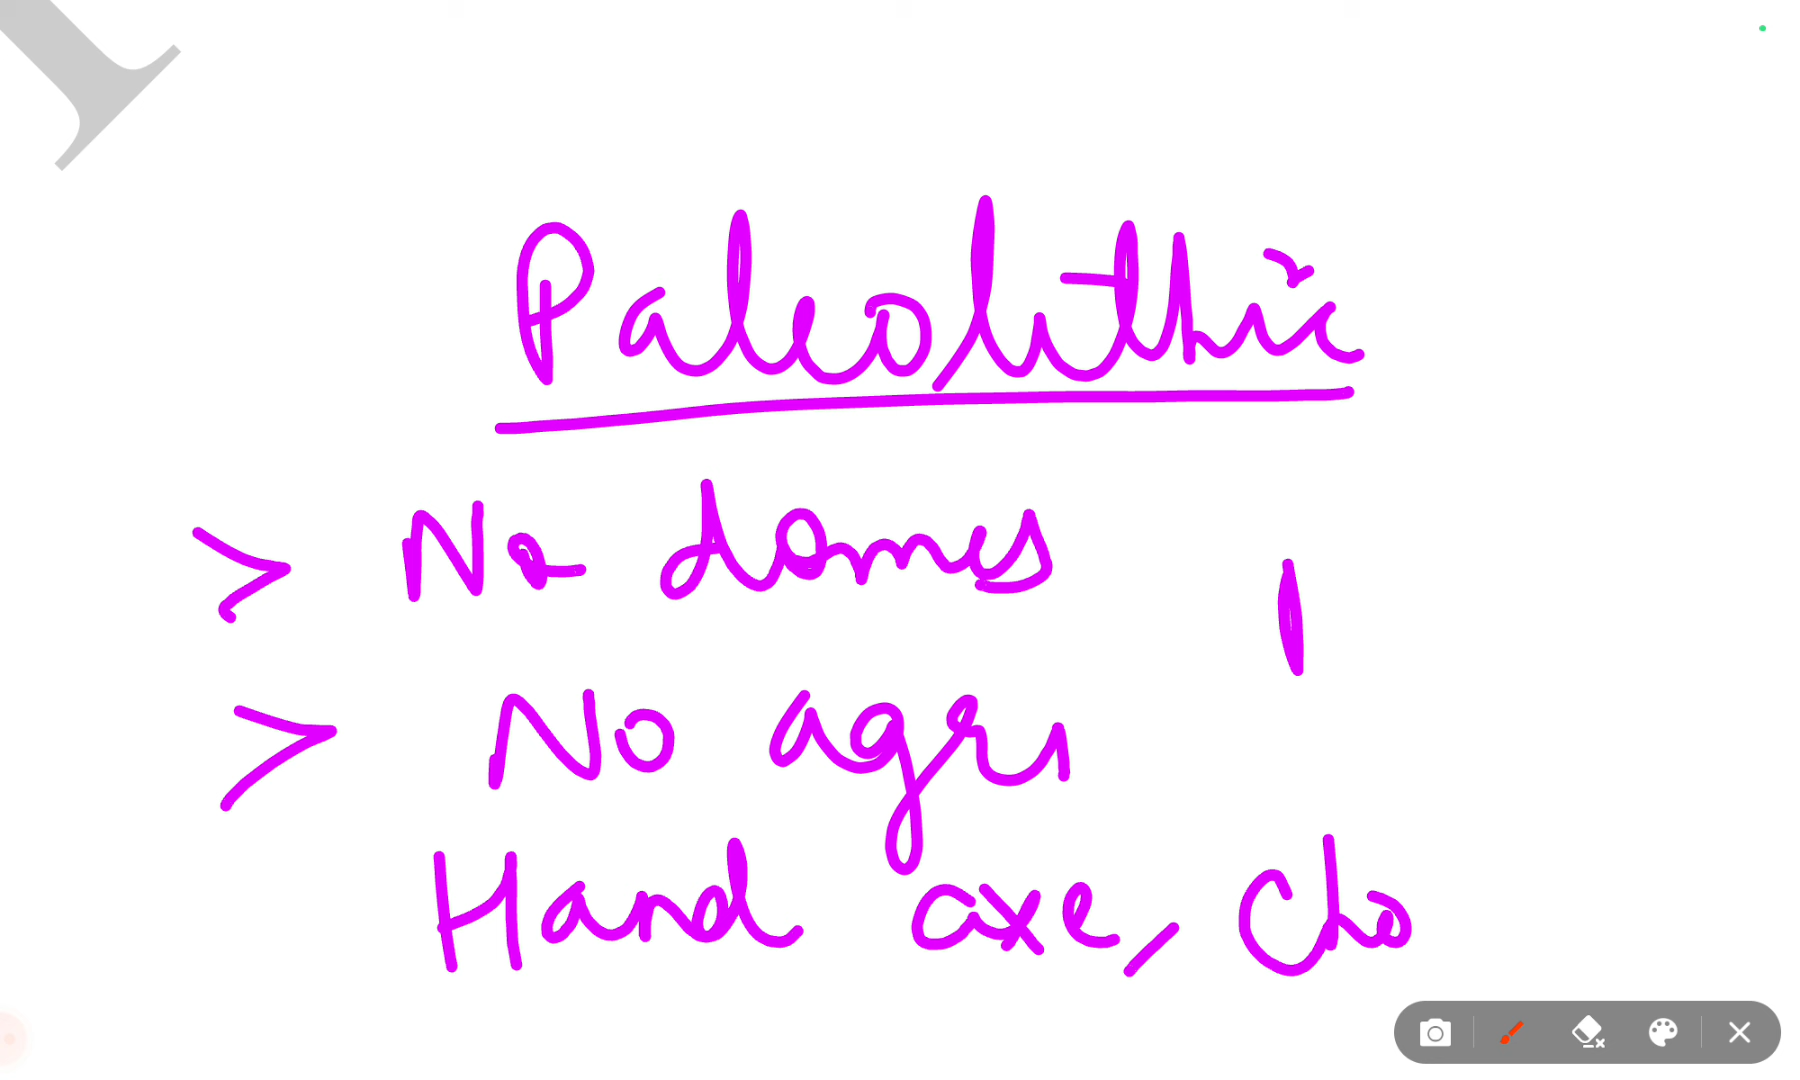 Paleolithic
> No domes
> No agri
Hand axe, cho